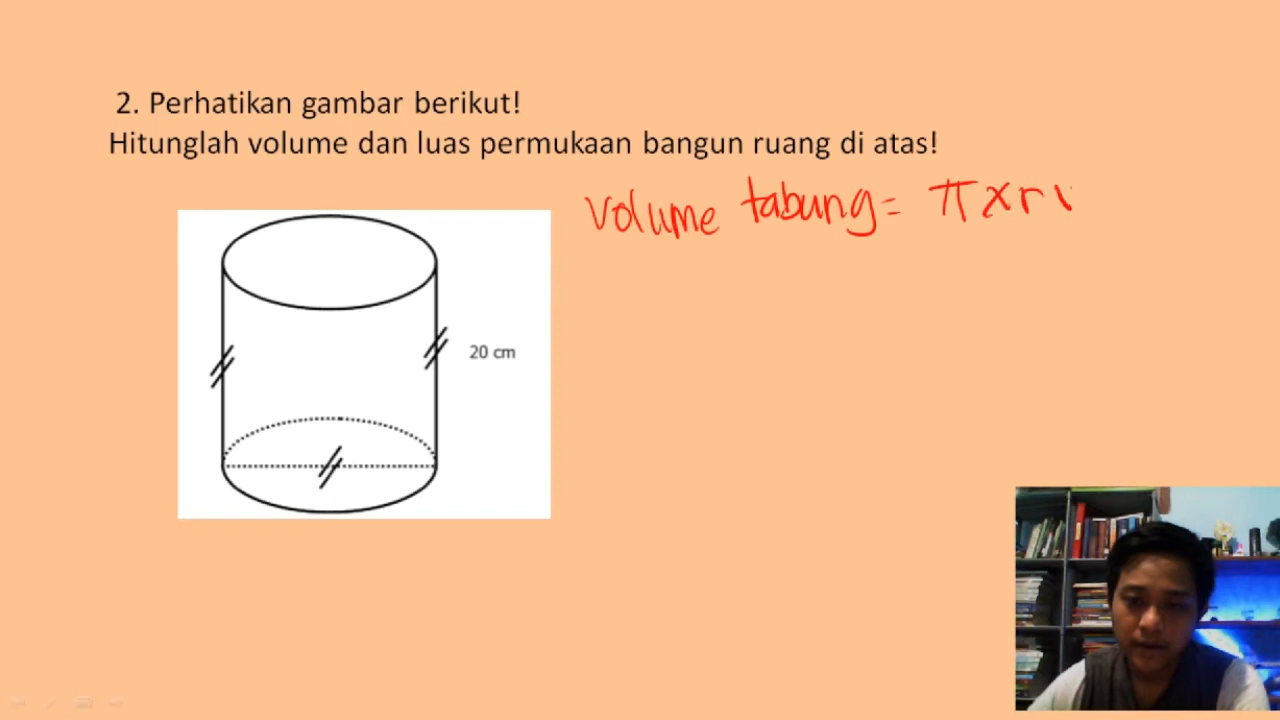 2. Perhatikan gambar berikut!
Hitunglah volume dan luas permukaan bangun ruang di atas!
Volume tabung = π x r
20 cm